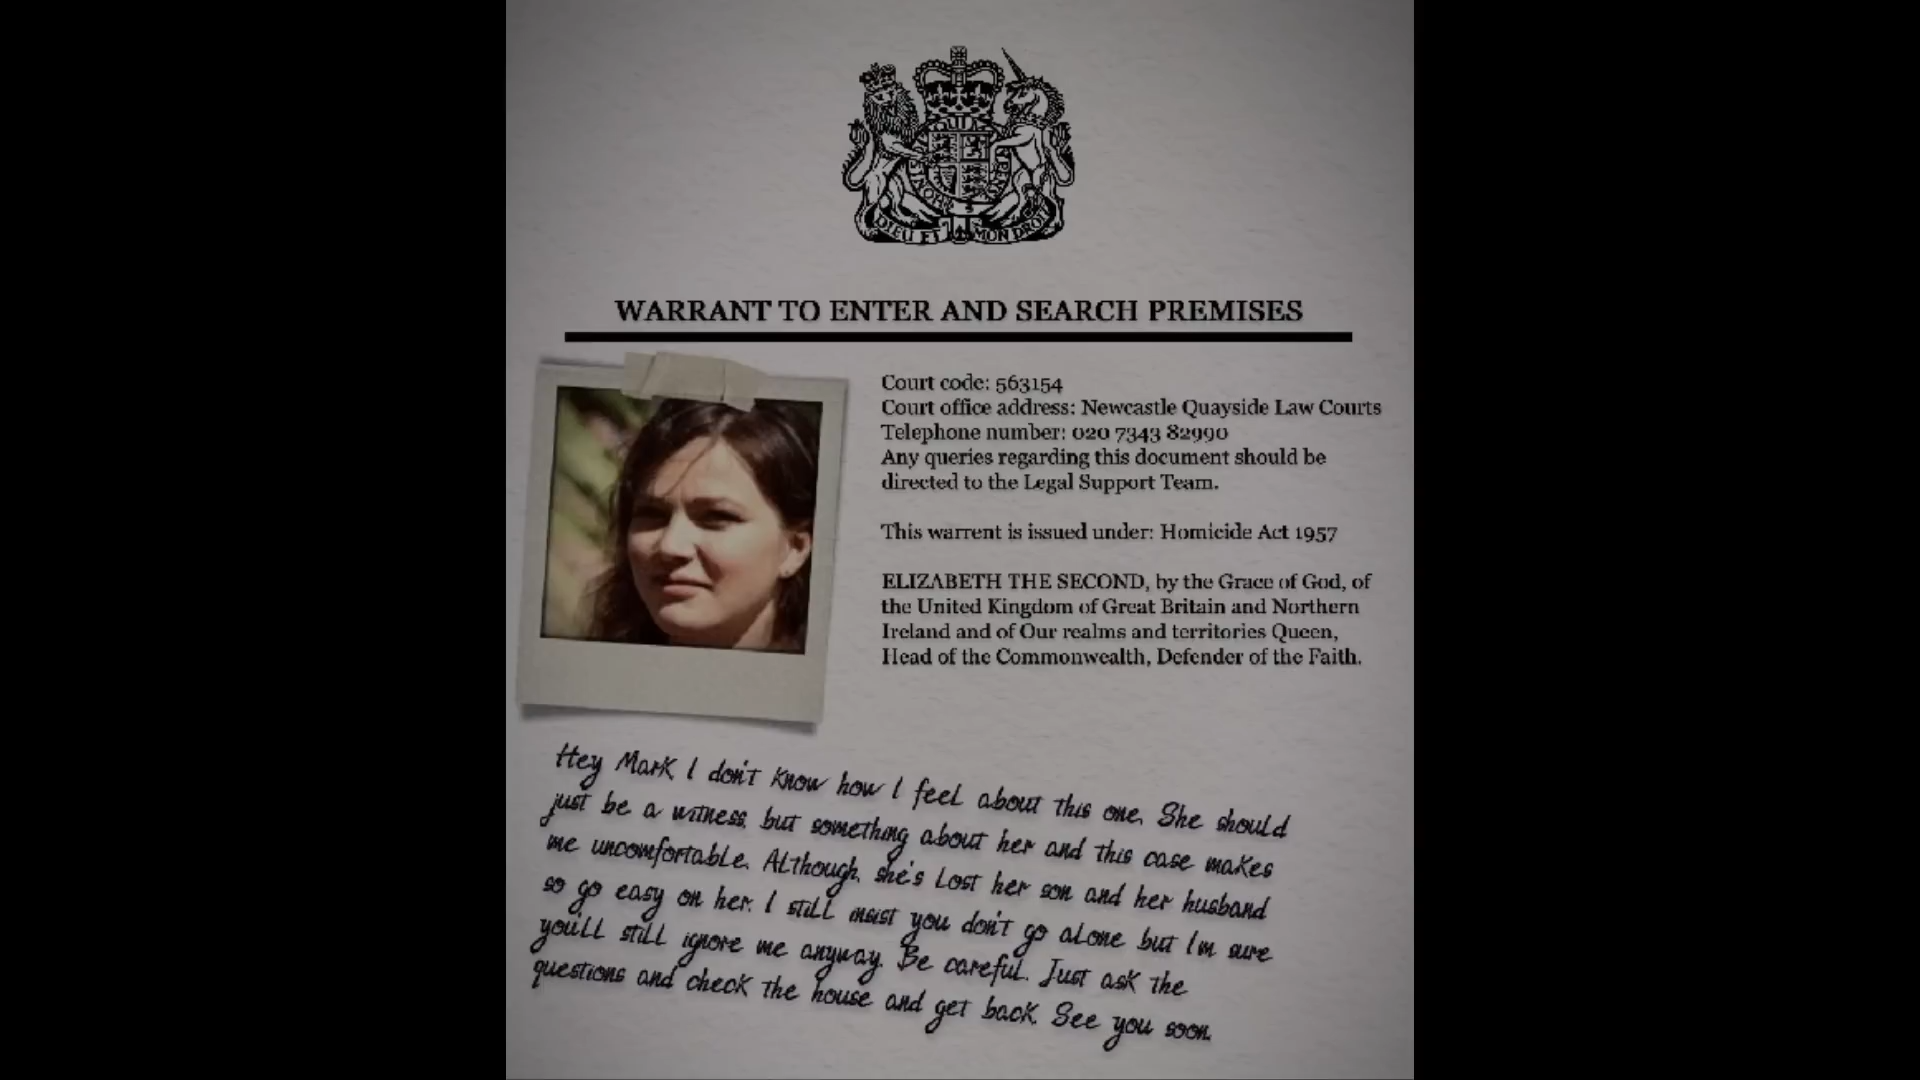 DIEU ET MON DROIT
WARRANT TO ENTER AND SEARCH PREMISES
Court code: 563154
Court office address: Newcastle Quayside Law Courts
Telephone number: 020 7343 82990
Any queries regarding this document should be
directed to the Legal Support Team.
This warrent is issued under: Homicide Act 1957
ELIZABETH THE SECOND, by the Grace of God, of
the United Kingdom of Great Britain and Northern
Ireland and of Our realms and territories Queen,
Head of the Commonwealth, Defender of the Faith.
Hey Mark, I don't know how I feel about this one. She should
just be a witness, but something about her and this case makes
me uncomfortable. Although, she's lost her son and her husband
so go easy on her. I still insist you don't go alone but I'm sure
you'll still ignore me anyway. Be careful. Just ask the
questions and check the house and get back. See you soon.